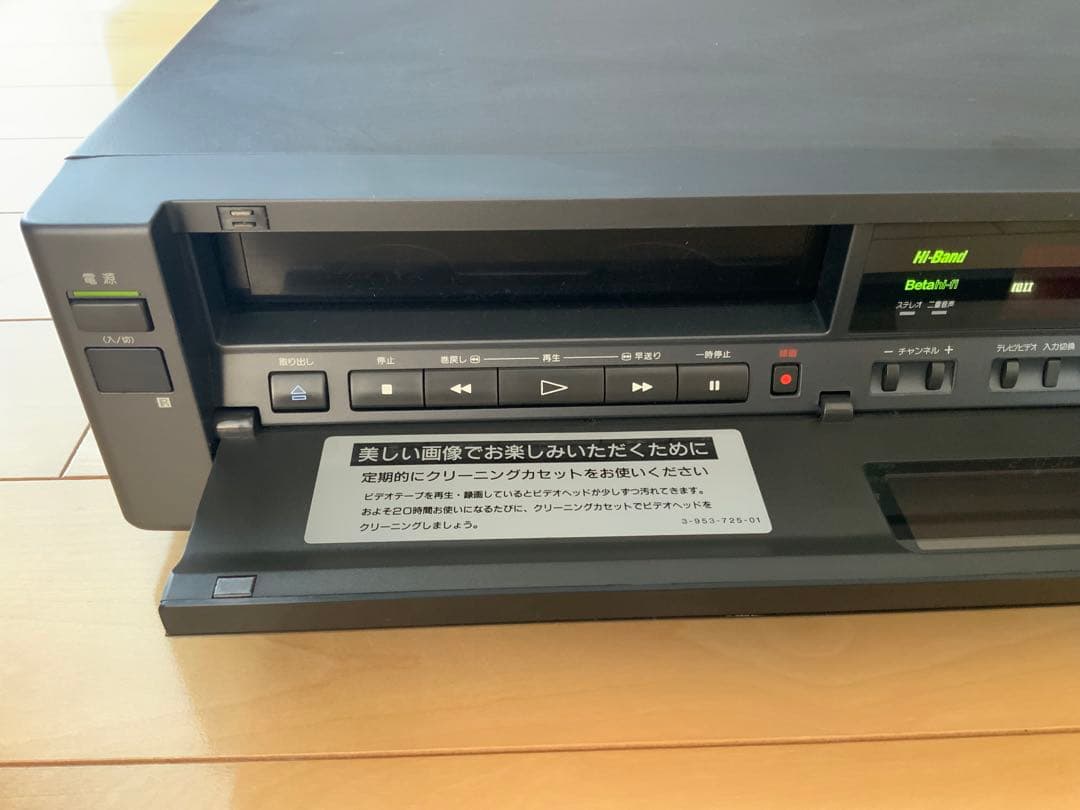 電源
(入/切)
Hi-Band
Beta hi-fi
ステレオ 二重音声
取り出し
停止
巻戻し
再生
早送り
一時停止
録画
− チャンネル +
テレビ/ビデオ 入力切換
美しい画像でお楽しみいただくために
定期的にクリーニングカセットをお使いください
ビデオテープを再生・録画しているとビデオヘッドが少しずつ汚れてきます。
およそ20時間お使いになるたびに、クリーニングカセットでビデオヘッドを
クリーニングしましょう。
3-953-725-01